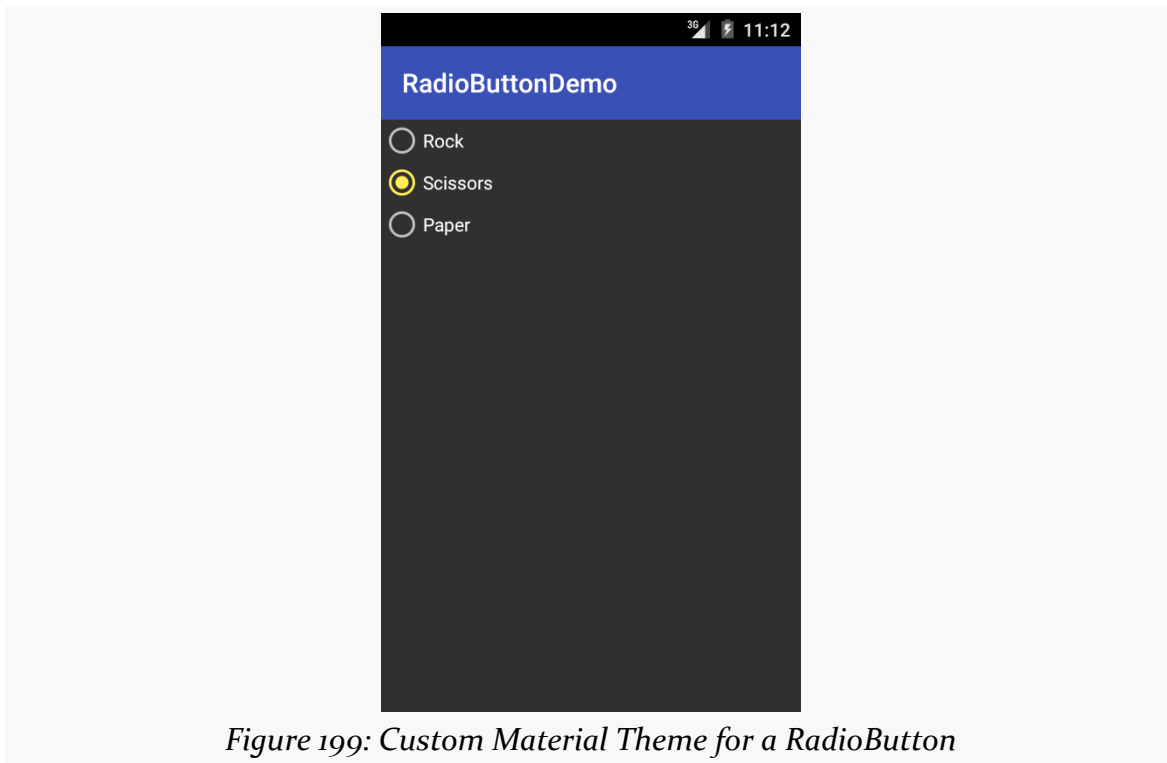 3G 11:12
RadioButtonDemo
Rock
Scissors
Paper
Figure 199: Custom Material Theme for a RadioButton